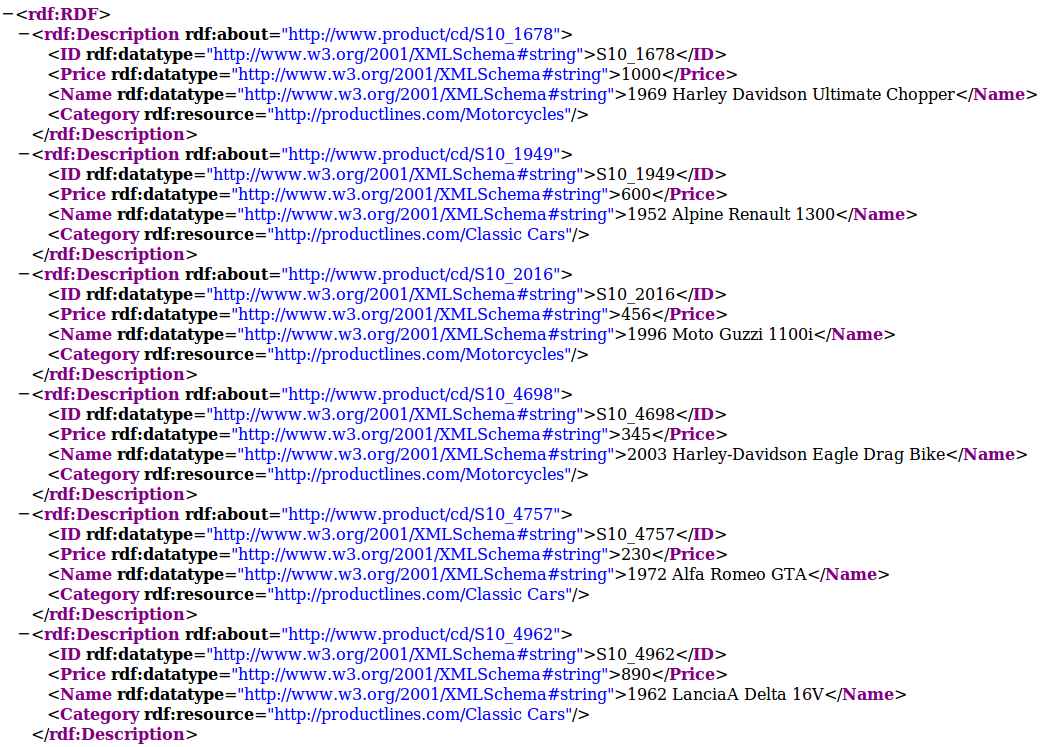 −<rdf:RDF>
−<rdf:Description rdf:about="http://www.product/cd/S10_1678">
<ID rdf:datatype="http://www.w3.org/2001/XMLSchema#string">S10_1678</ID>
<Price rdf:datatype="http://www.w3.org/2001/XMLSchema#string">1000</Price>
<Name rdf:datatype="http://www.w3.org/2001/XMLSchema#string">1969 Harley Davidson Ultimate Chopper</Name>
<Category rdf:resource="http://productlines.com/Motorcycles"/>
</rdf:Description>
−<rdf:Description rdf:about="http://www.product/cd/S10_1949">
<ID rdf:datatype="http://www.w3.org/2001/XMLSchema#string">S10_1949</ID>
<Price rdf:datatype="http://www.w3.org/2001/XMLSchema#string">600</Price>
<Name rdf:datatype="http://www.w3.org/2001/XMLSchema#string">1952 Alpine Renault 1300</Name>
<Category rdf:resource="http://productlines.com/Classic Cars"/>
</rdf:Description>
−<rdf:Description rdf:about="http://www.product/cd/S10_2016">
<ID rdf:datatype="http://www.w3.org/2001/XMLSchema#string">S10_2016</ID>
<Price rdf:datatype="http://www.w3.org/2001/XMLSchema#string">456</Price>
<Name rdf:datatype="http://www.w3.org/2001/XMLSchema#string">1996 Moto Guzzi 1100i</Name>
<Category rdf:resource="http://productlines.com/Motorcycles"/>
</rdf:Description>
−<rdf:Description rdf:about="http://www.product/cd/S10_4698">
<ID rdf:datatype="http://www.w3.org/2001/XMLSchema#string">S10_4698</ID>
<Price rdf:datatype="http://www.w3.org/2001/XMLSchema#string">345</Price>
<Name rdf:datatype="http://www.w3.org/2001/XMLSchema#string">2003 Harley-Davidson Eagle Drag Bike</Name>
<Category rdf:resource="http://productlines.com/Motorcycles"/>
</rdf:Description>
−<rdf:Description rdf:about="http://www.product/cd/S10_4757">
<ID rdf:datatype="http://www.w3.org/2001/XMLSchema#string">S10_4757</ID>
<Price rdf:datatype="http://www.w3.org/2001/XMLSchema#string">230</Price>
<Name rdf:datatype="http://www.w3.org/2001/XMLSchema#string">1972 Alfa Romeo GTA</Name>
<Category rdf:resource="http://productlines.com/Classic Cars"/>
</rdf:Description>
−<rdf:Description rdf:about="http://www.product/cd/S10_4962">
<ID rdf:datatype="http://www.w3.org/2001/XMLSchema#string">S10_4962</ID>
<Price rdf:datatype="http://www.w3.org/2001/XMLSchema#string">890</Price>
<Name rdf:datatype="http://www.w3.org/2001/XMLSchema#string">1962 LanciaA Delta 16V</Name>
<Category rdf:resource="http://productlines.com/Classic Cars"/>
</rdf:Description>